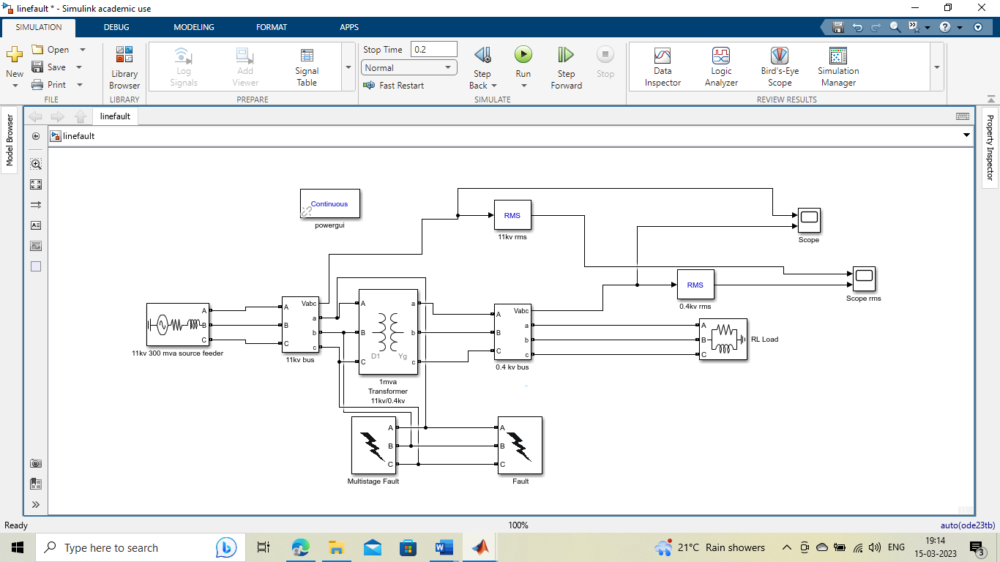 linefault * - Simulink academic use
SIMULATION DEBUG MODELING FORMAT APPS
New
Open
Save
Print
FILE
Library Browser
LIBRARY
Log Signals
Add Viewer
Signal Table
PREPARE
Stop Time 0.2
Normal
Fast Restart
Step Back
Run
Step Forward
Stop
SIMULATE
Data Inspector
Logic Analyzer
Bird's-Eye Scope
Simulation Manager
REVIEW RESULTS
Model Browser
Property Inspector
linefault
linefault
Continuous
powergui
RMS
11kv rms
Scope
RMS
0.4kv rms
Scope rms
A
B
C
11kv 300 mva source feeder
A
B
C
Vabc
a
b
c
11kv bus
A
B
C
a
b
c
D1 Yg
1mva
Transformer
11kv/0.4kv
A
B
C
Vabc
a
b
c
0.4 kv bus
A
B
C
RL Load
A
B
C
Multistage Fault
A
B
C
Fault
Ready 100% auto(ode23tb)
Type here to search
21°C Rain showers
ENG
19:14
15-03-2023
3